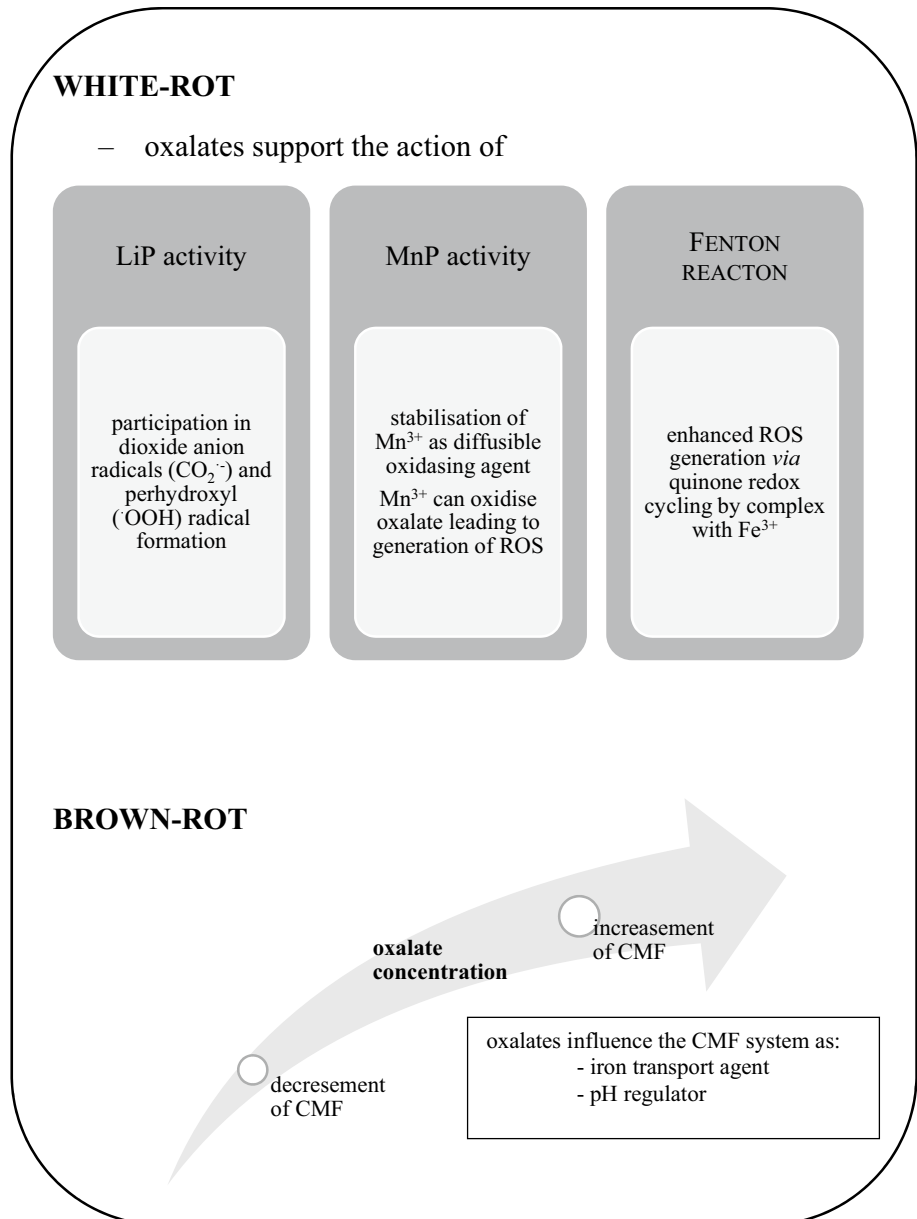 WHITE-ROT
– oxalates support the action of
LiP activity
participation in
dioxide anion
radicals (CO₂˙⁻) and
perhydroxyl
(˙OOH) radical
formation
MnP activity
stabilisation of
Mn³⁺ as diffusible
oxidasing agent
Mn³⁺ can oxidise
oxalate leading to
generation of ROS
FENTON
REACTON
enhanced ROS
generation via
quinone redox
cycling by complex
with Fe³⁺
BROWN-ROT
oxalate
concentration
increasement
of CMF
decresement
of CMF
oxalates influence the CMF system as:
- iron transport agent
- pH regulator